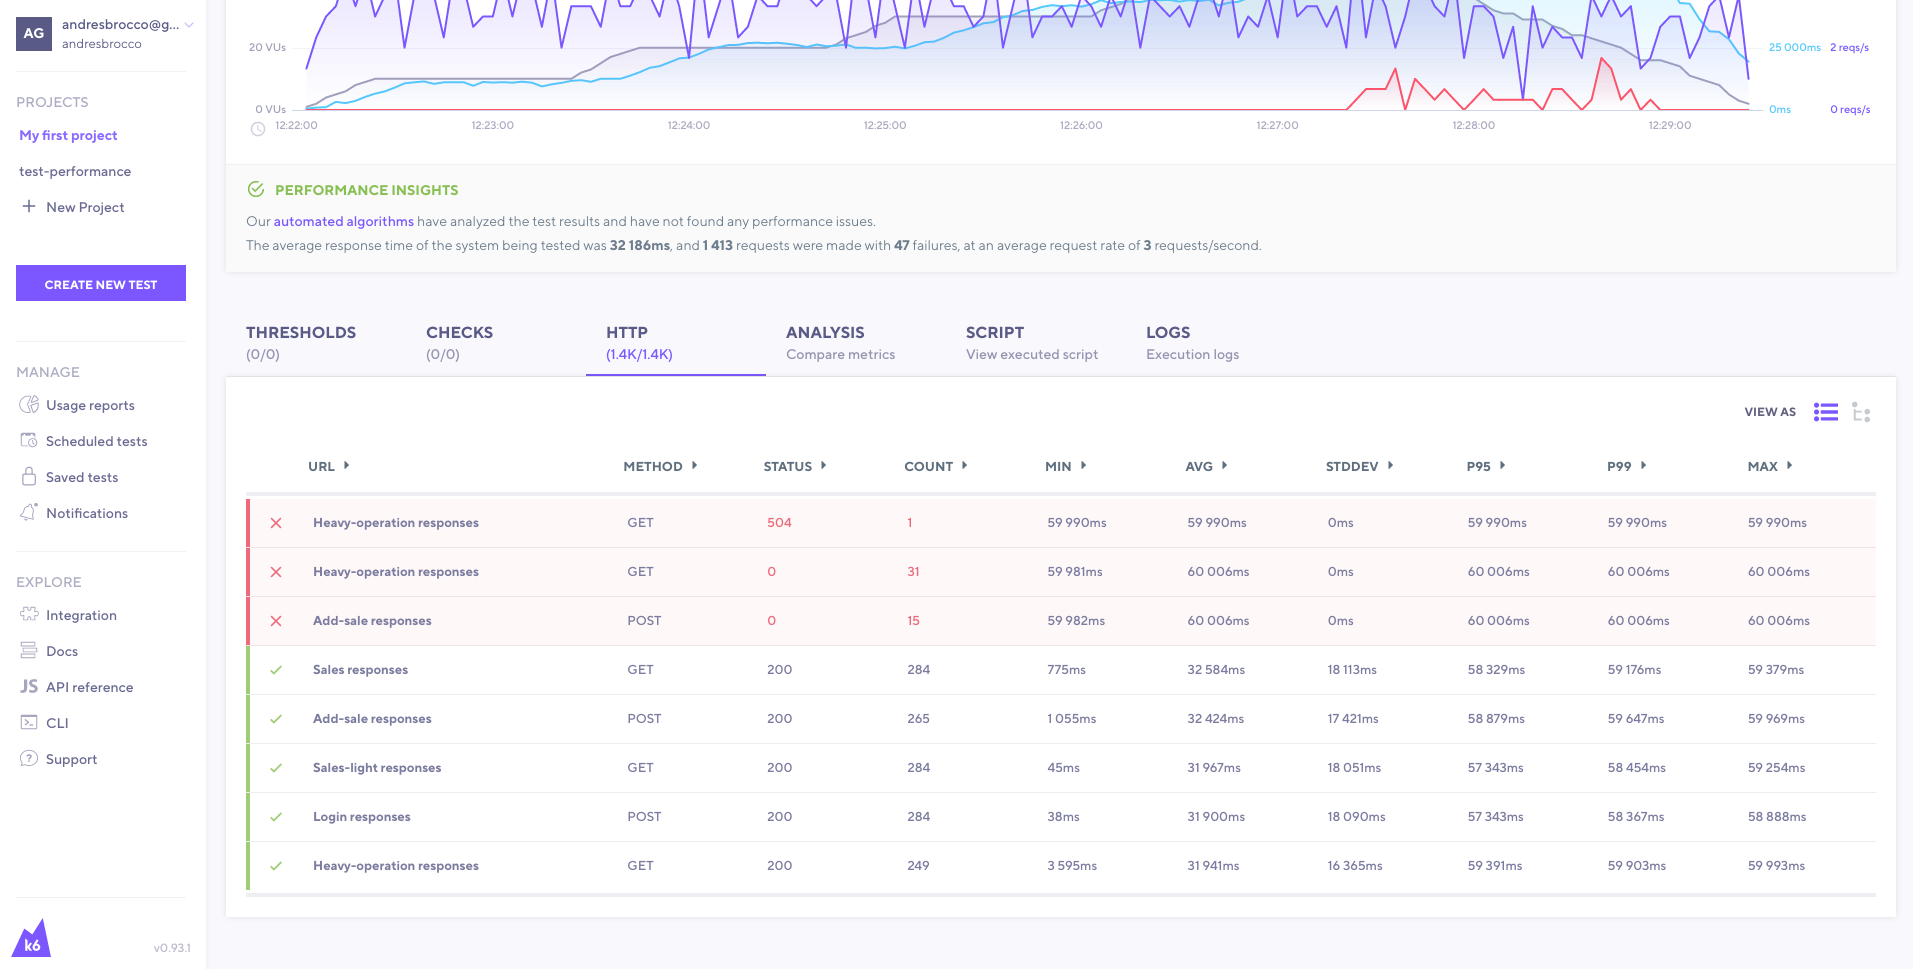 AG
andresbrocco@g...
andresbrocco
PROJECTS
My first project
test-performance
New Project
CREATE NEW TEST
MANAGE
Usage reports
Scheduled tests
Saved tests
Notifications
EXPLORE
Integration
Docs
JS API reference
CLI
Support
k6
v0.93.1
20 VUs
25 000ms 2 reqs/s
0 VUs
0ms 0 reqs/s
12:22:00 12:23:00 12:24:00 12:25:00 12:26:00 12:27:00 12:28:00 12:29:00
PERFORMANCE INSIGHTS
Our automated algorithms have analyzed the test results and have not found any performance issues.
The average response time of the system being tested was 32 186ms, and 1 413 requests were made with 47 failures, at an average request rate of 3 requests/second.
THRESHOLDS CHECKS HTTP ANALYSIS SCRIPT LOGS
(0/0) (0/0) (1.4K/1.4K) Compare metrics View executed script Execution logs
VIEW AS
URL METHOD STATUS COUNT MIN AVG STDDEV P95 P99 MAX
Heavy-operation responses GET 504 1 59 990ms 59 990ms 0ms 59 990ms 59 990ms 59 990ms
Heavy-operation responses GET 0 31 59 981ms 60 006ms 0ms 60 006ms 60 006ms 60 006ms
Add-sale responses POST 0 15 59 982ms 60 006ms 0ms 60 006ms 60 006ms 60 006ms
Sales responses GET 200 284 775ms 32 584ms 18 113ms 58 329ms 59 176ms 59 379ms
Add-sale responses POST 200 265 1 055ms 32 424ms 17 421ms 58 879ms 59 647ms 59 969ms
Sales-light responses GET 200 284 45ms 31 967ms 18 051ms 57 343ms 58 454ms 59 254ms
Login responses POST 200 284 38ms 31 900ms 18 090ms 57 343ms 58 367ms 58 888ms
Heavy-operation responses GET 200 249 3 595ms 31 941ms 16 365ms 59 391ms 59 903ms 59 993ms